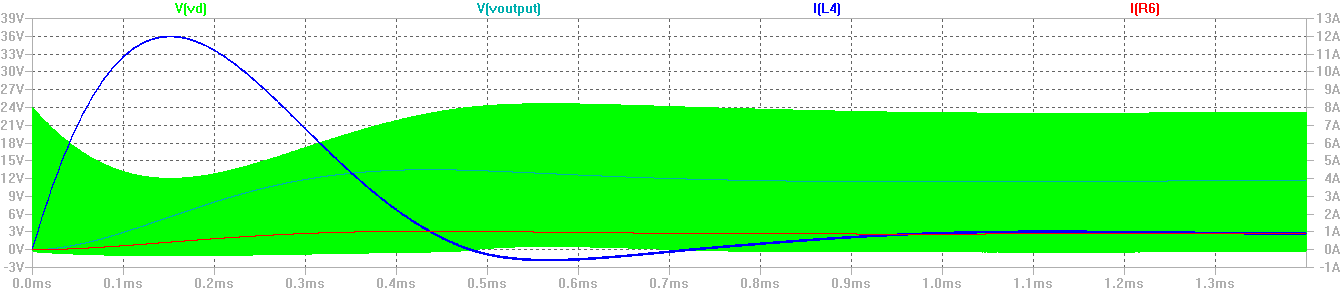 V(vd) V(voutput) I(L4) I(R6)
39V 13A
36V 12A
33V 11A
30V 10A
27V 9A
24V 8A
21V 7A
18V 6A
15V 5A
12V 4A
9V 3A
6V 2A
3V 1A
0V 0A
-3V -1A
0.0ms 0.1ms 0.2ms 0.3ms 0.4ms 0.5ms 0.6ms 0.7ms 0.8ms 0.9ms 1.0ms 1.1ms 1.2ms 1.3ms